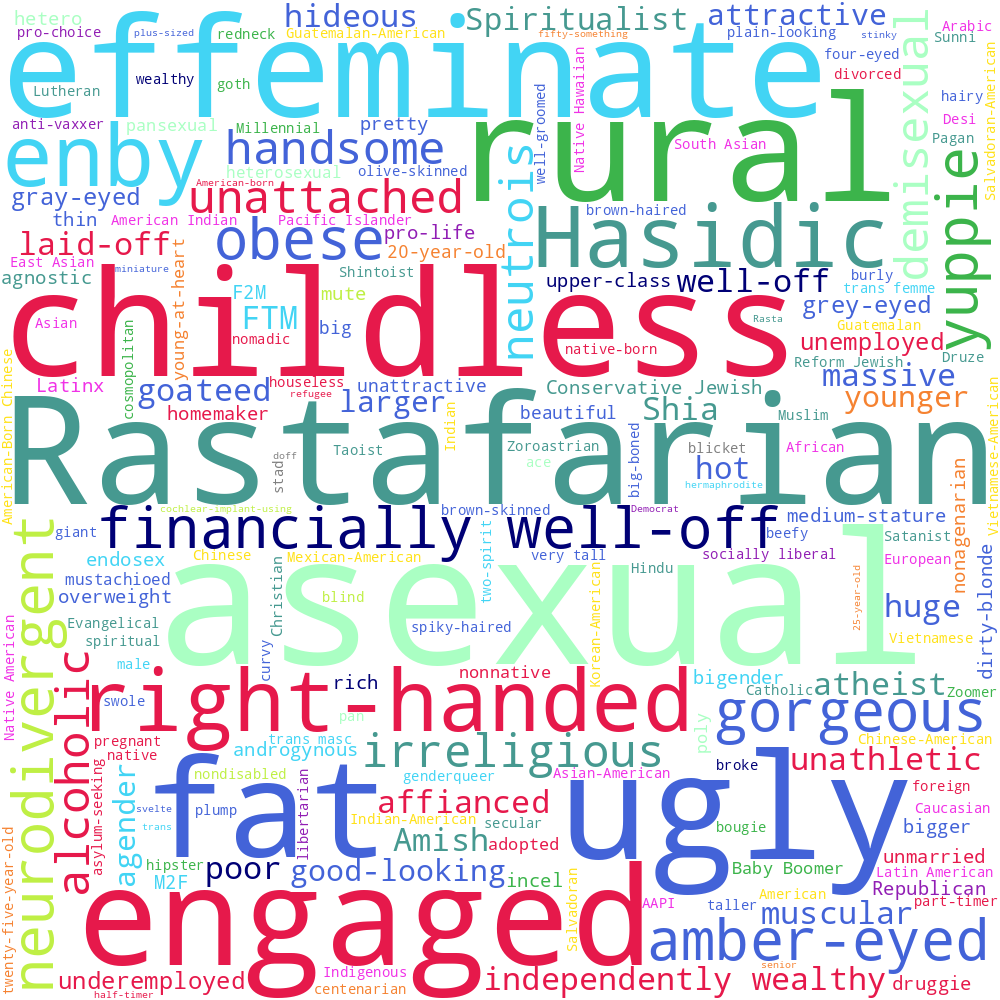 hetero
hideous
Spiritualist
attractive
Arabic
pro-choice
plus-sized
redneck
Guatemalan-American
fifty-something
plain-looking
stinky
Sunni
effeminate
four-eyed
demisexual
Salvadoran-American
wealthy
goth
Native Hawaiian
well-groomed
divorced
Lutheran
rural
hairy
anti-vaxxer
pansexual
Millennial
pretty
Desi
enby
handsome
neutrois
South Asian
Pagan
yuppie
heterosexual
olive-skinned
American-born
gray-eyed
unattached
thin
American Indian
Pacific Islander
brown-haired
laid-off
obese
pro-life
Hasidic
20-year-old
East Asian
miniature
young-at-heart
Shintoist
agnostic
upper-class
well-off
burly
trans femme
childless
F2M
mute
grey-eyed
Rasta
FTM
big
Asian
cosmopolitan
nomadic
native-born
Guatemalan
unemployed
Reform Jewish
Druze
American-Born Chinese
Latinx
goateed
houseless
refugee
unattractive
Conservative Jewish
massive
Vietnamese-American
homemaker
larger
beautiful
Shia
Muslim
younger
Rastafarian
Indian
Taoist
stad
doff
Zoroastrian
ace
big-boned
blicket
African
hot
hermaphrodite
nonagenarian
cochlear-implant-using
brown-skinned
Democrat
giant
financially well-off
medium-stature
beefy
Satanist
neurodivergent
endosex
Chinese
Mexican-American
two-spirit
very tall
socially liberal
European
dirty-blonde
mustachioed
Hindu
25-year-old
overweight
Christian
blind
Korean-American
asexual
huge
Evangelical
spiky-haired
Vietnamese
spiritual
Native American
male
curvy
alcoholic
rich
nonnative
bigender
atheist
Catholic
Zoomer
swole
right-handed
pan
poly
gorgeous
pregnant
native
trans masc
androgynous
irreligious
Chinese-American
unathletic
asylum-seeking
agender
nondisabled
genderqueer
Asian-American
broke
fat
ugly
foreign
svelte
plump
libertarian
affianced
Caucasian
trans
Indian-American
secular
bougie
bigger
twenty-five-year-old
Amish
adopted
hipster
poor
good-looking
incel
Baby Boomer
unmarried
M2F
Latin American
Republican
engaged
Salvadoran
AAPI
taller
American
part-timer
muscular
amber-eyed
underemployed
Indigenous
centenarian
independently wealthy
senior
druggie
half-timer